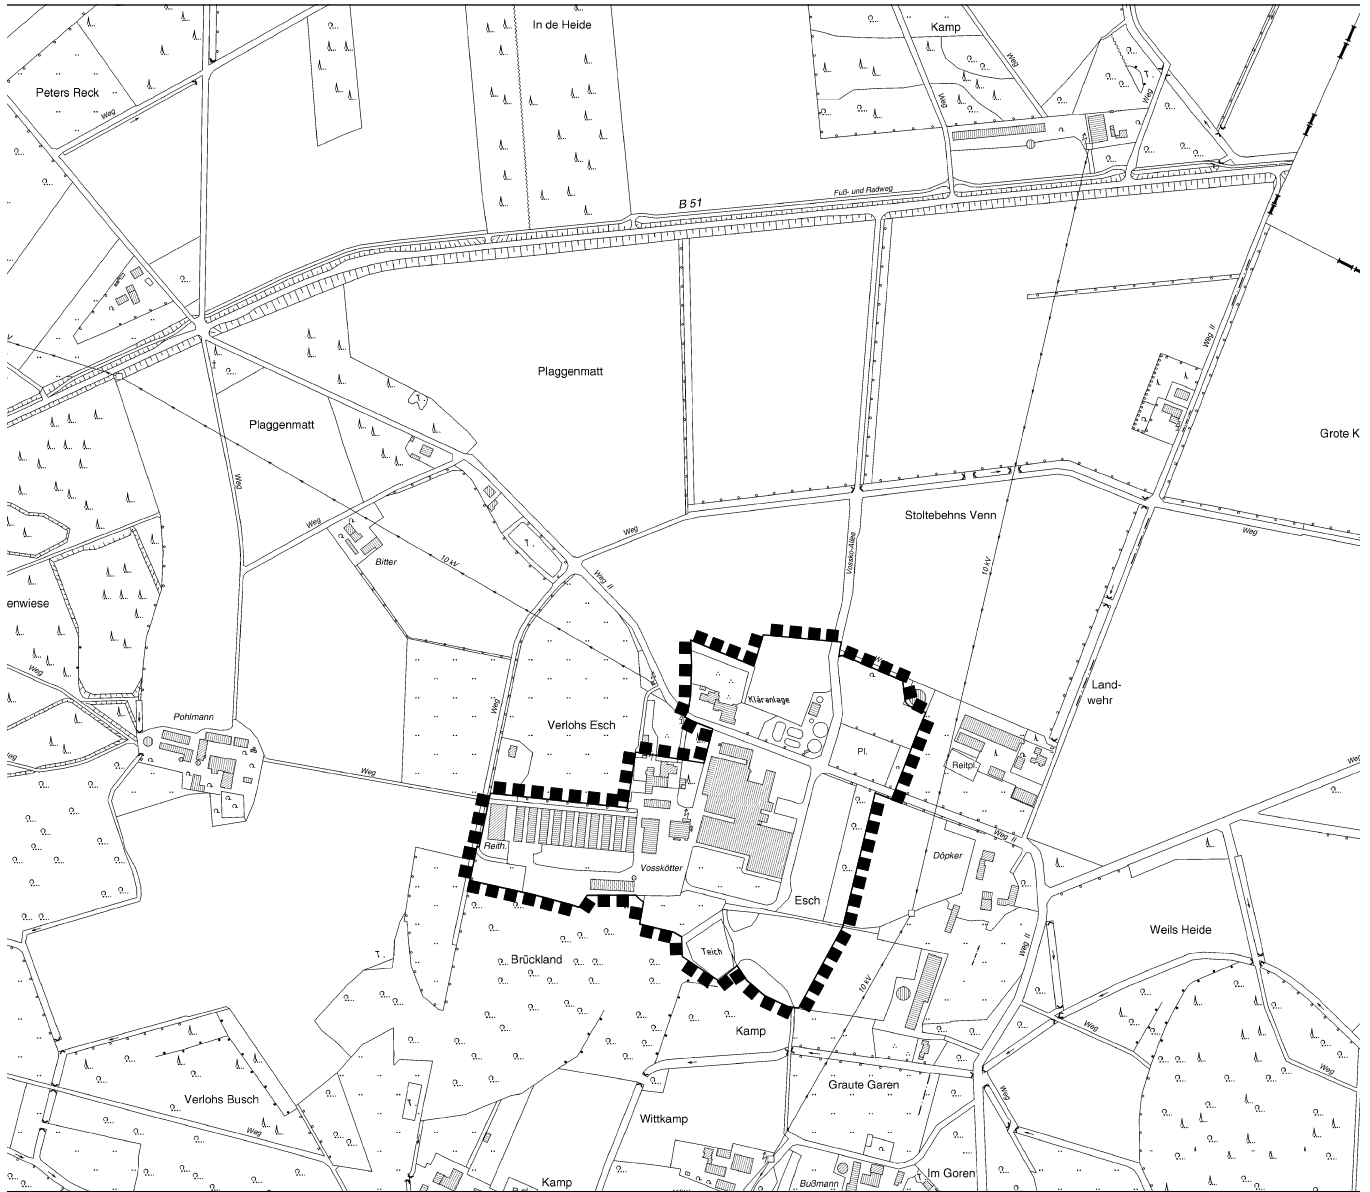 In de Heide
Kamp
Peters Reck
Weg
Weg
Weg
Weg
Fuß- und Radweg
B 51
Weg II
Plaggenmatt
Plaggenmatt
Grote K
Weg
Weg
Weg
Stoltebehns Venn
Weg
Vossko-Allee
Bitter
10 kV
10 kV
Weg II
enwiese
Weg
Land-
wehr
Kläranlage
Weg
Pohlmann
Verlohs Esch
Pl.
Reitpl.
Weg
Weg
Weg II
Reith.
Vosskötter
Döpker
Esch
Weils Heide
Weg II
Teich
Brückland
10 kV
Kamp
Weg
Weg
Graute Garen
Weg
Verlohs Busch
Wittkamp
Weg
Im Goren
Kamp
Bußmann